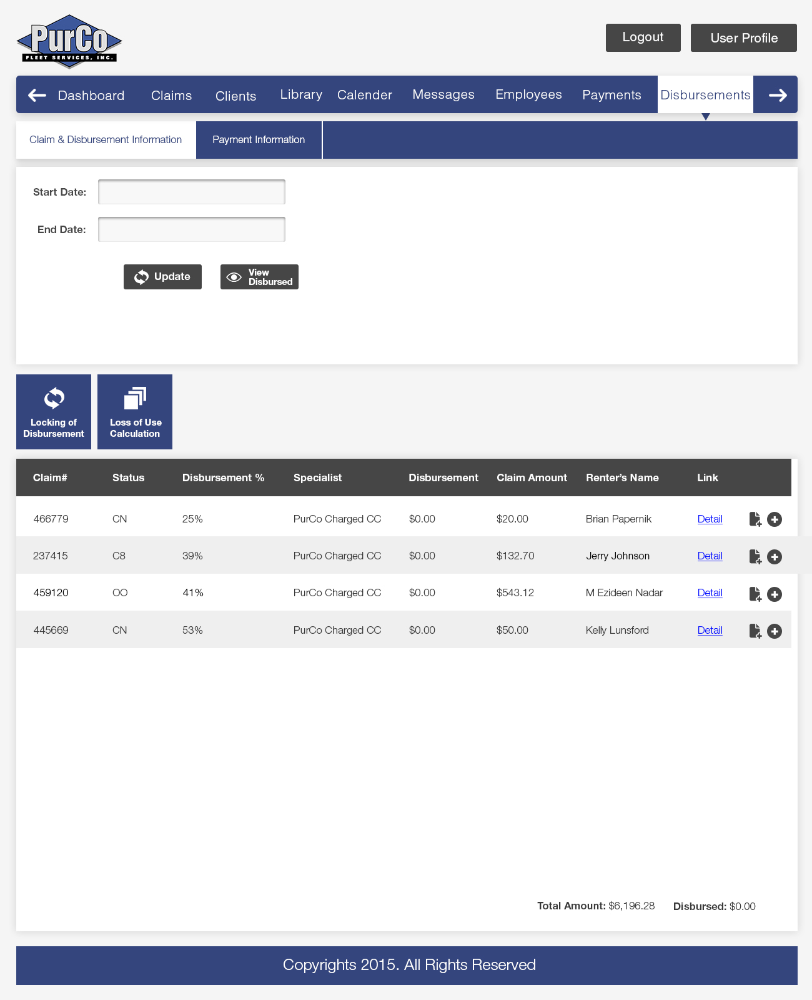 PurCo
FLEET SERVICES, INC.
Logout
User Profile
Dashboard Claims Clients Library Calender Messages Employees Payments Disbursements
Claim & Disbursement Information Payment Information
Start Date:
End Date:
Update
View
Disbursed
Locking of
Disbursement
Loss of Use
Calculation
Claim# Status Disbursement % Specialist Disbursement Claim Amount Renter's Name Link
466779 CN 25% PurCo Charged CC $0.00 $20.00 Brian Papernik Detail
237415 C8 39% PurCo Charged CC $0.00 $132.70 Jerry Johnson Detail
459120 OO 41% PurCo Charged CC $0.00 $543.12 M Ezideen Nadar Detail
445669 CN 53% PurCo Charged CC $0.00 $50.00 Kelly Lunsford Detail
Total Amount: $6,196.28 Disbursed: $0.00
Copyrights 2015. All Rights Reserved